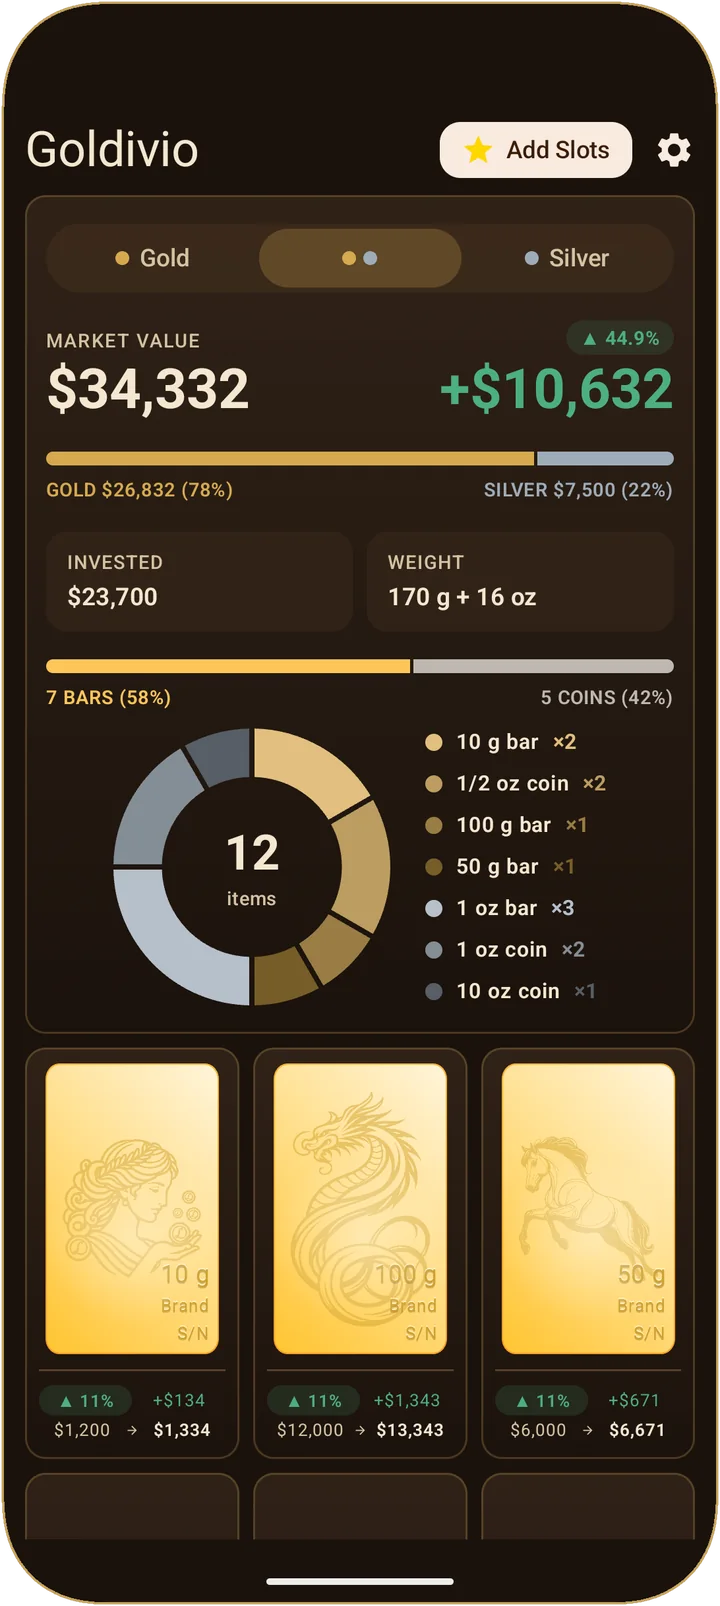 Goldivio
Add Slots
Gold
Silver
MARKET VALUE
▲ 44.9%
$34,332
+$10,632
GOLD $26,832 (78%)
SILVER $7,500 (22%)
INVESTED
$23,700
WEIGHT
170 g + 16 oz
7 BARS (58%)
5 COINS (42%)
12
items
10 g bar ×2
1/2 oz coin ×2
100 g bar ×1
50 g bar ×1
1 oz bar ×3
1 oz coin ×2
10 oz coin ×1
10 g
Brand
S/N
▲ 11% +$134
$1,200 → $1,334
100 g
Brand
S/N
▲ 11% +$1,343
$12,000 → $13,343
50 g
Brand
S/N
▲ 11% +$671
$6,000 → $6,671